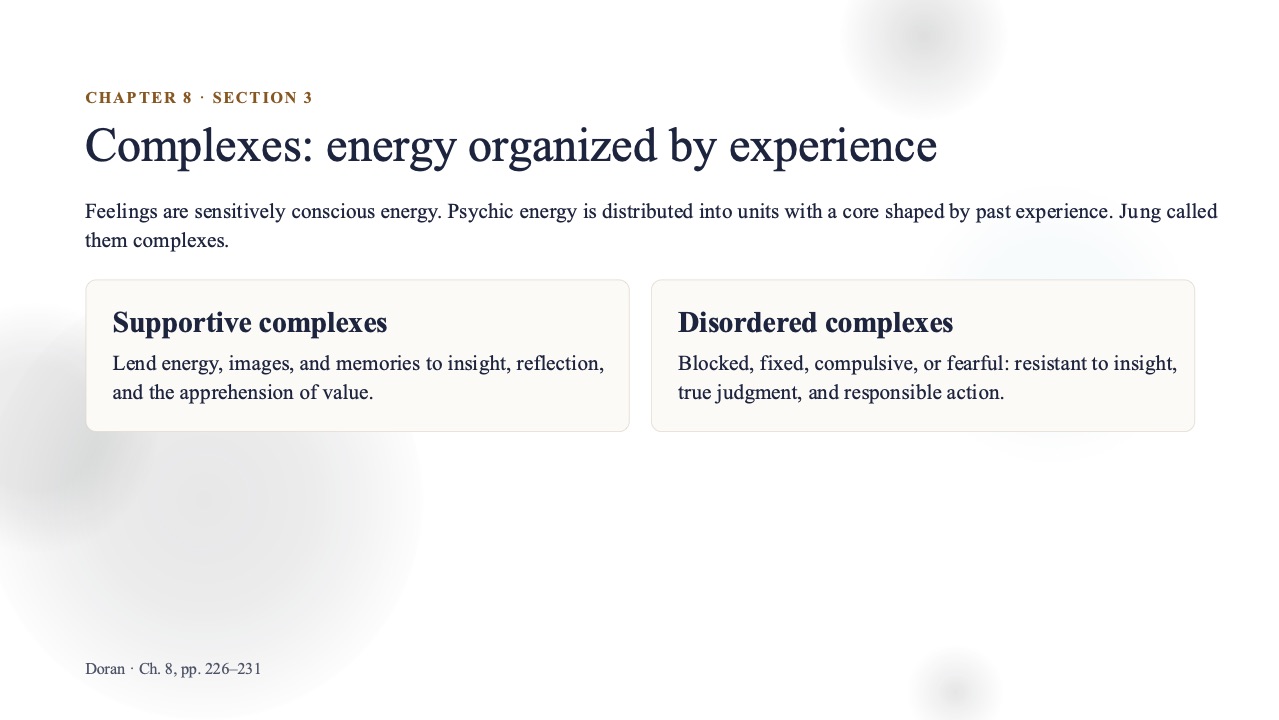 CHAPTER 8 · SECTION 3
Complexes: energy organized by experience
Feelings are sensitively conscious energy. Psychic energy is distributed into units with a core shaped by past experience. Jung called
them complexes.
Supportive complexes
Lend energy, images, and memories to insight, reflection,
and the apprehension of value.
Disordered complexes
Blocked, fixed, compulsive, or fearful: resistant to insight,
true judgment, and responsible action.
Doran · Ch. 8, pp. 226–231